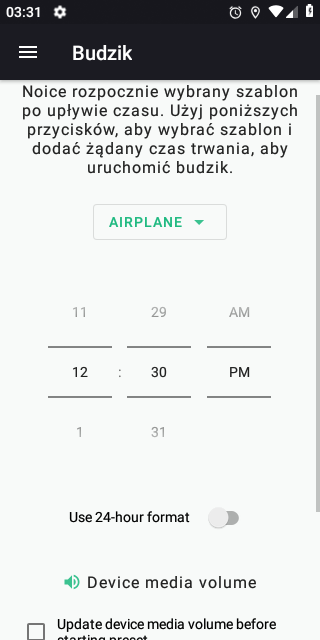 03:31
Budzik
Noice rozpocznie wybrany szablon
po upływie czasu. Użyj poniższych
przycisków, aby wybrać szablon i
dodać żądany czas trwania, aby
uruchomić budzik.
AIRPLANE
11 29 AM
12 : 30 PM
1 31
Use 24-hour format
Device media volume
Update device media volume before
starting preset